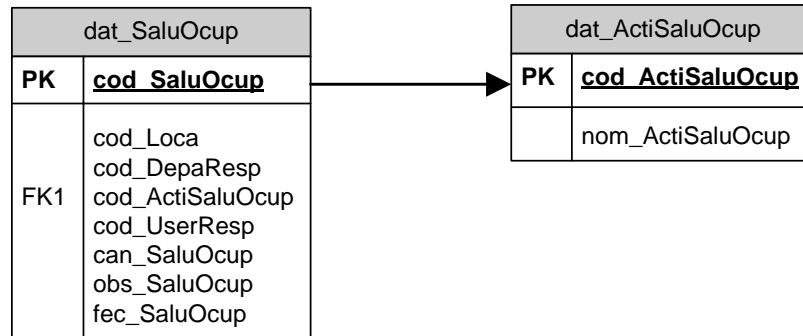 dat_SaluOcup
PK cod_SaluOcup
cod_Loca
cod_DepaResp
FK1 cod_ActiSaluOcup
cod_UserResp
can_SaluOcup
obs_SaluOcup
fec_SaluOcup
dat_ActiSaluOcup
PK cod_ActiSaluOcup
nom_ActiSaluOcup